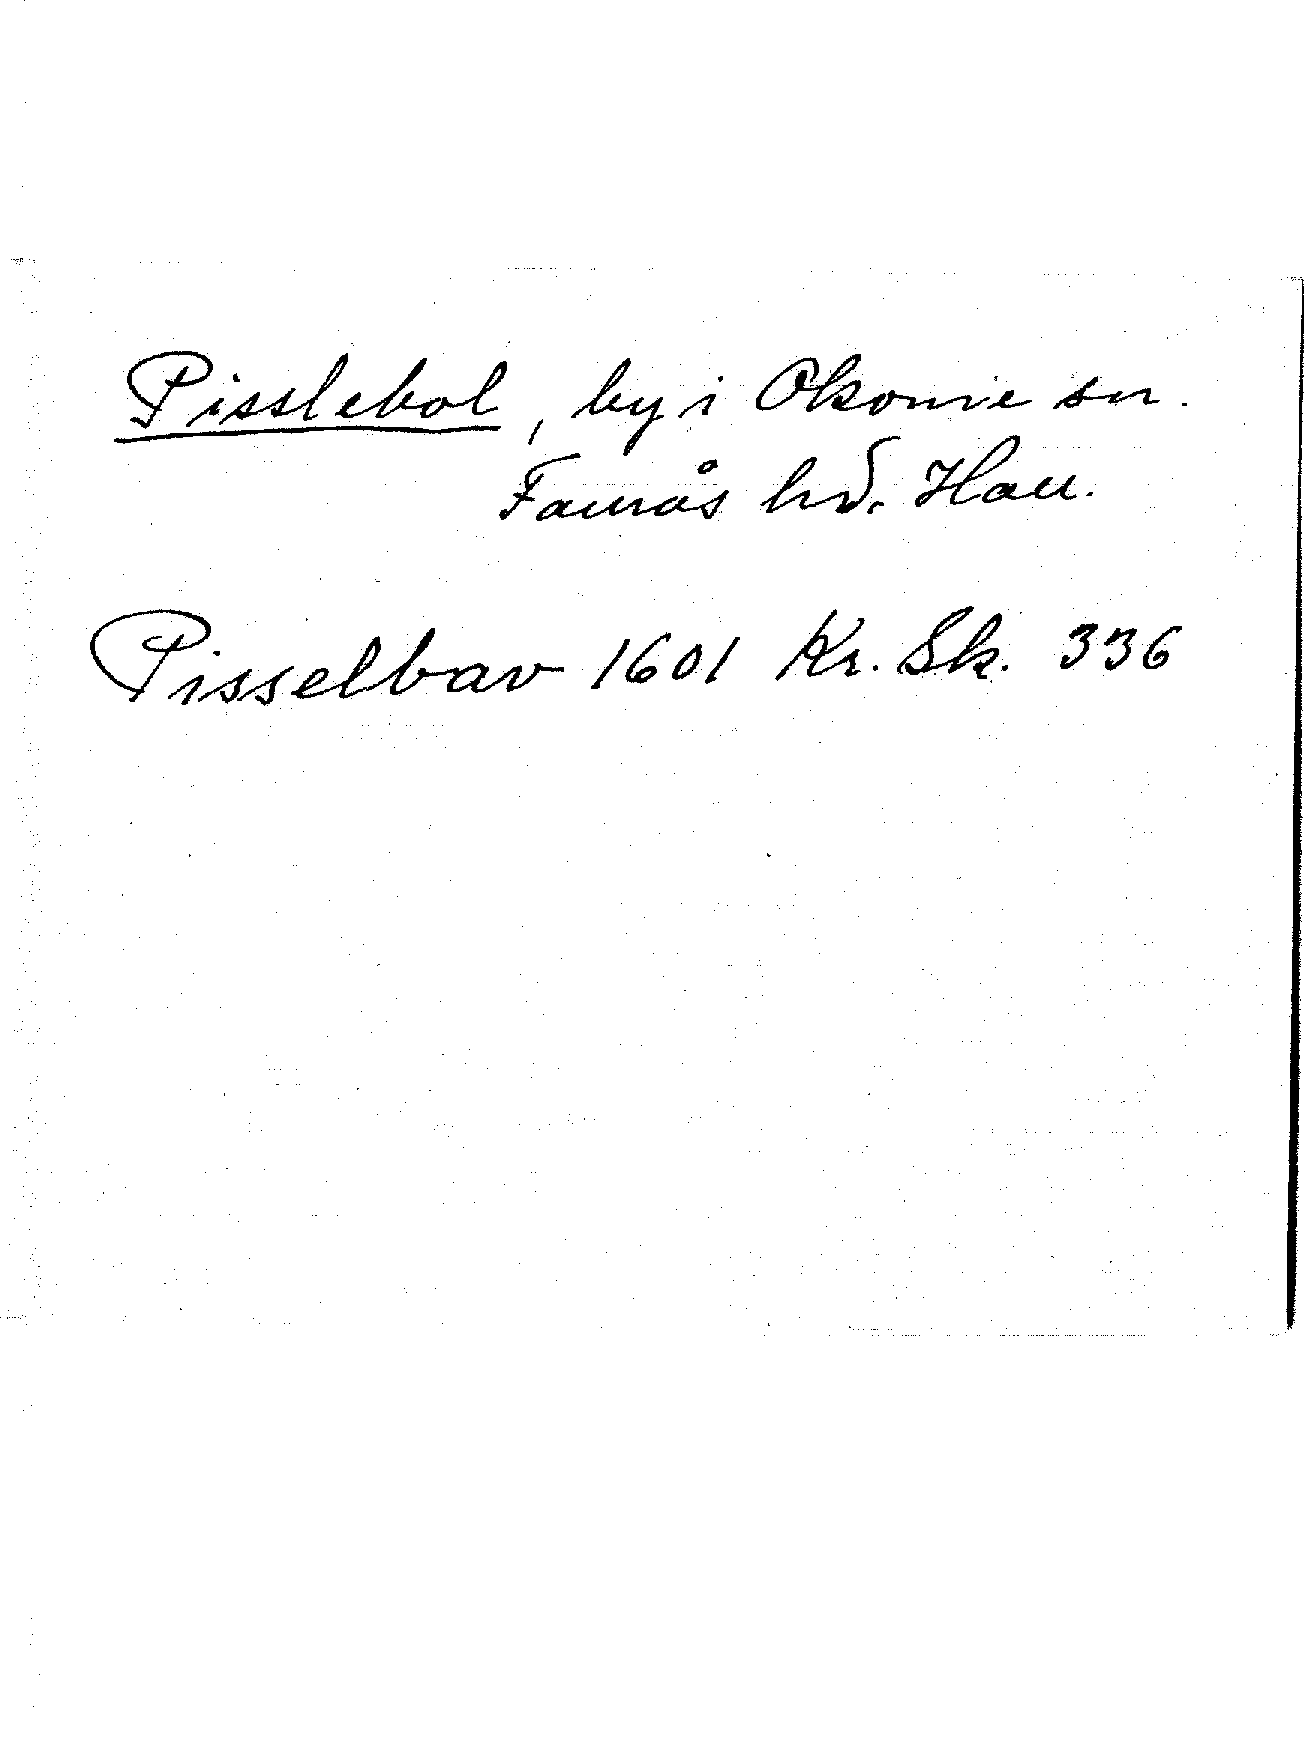 Pisslebol, by i Okome sn.
Faurås hd. Hall.
Pisselbav 1601 Kr. Sk. 336